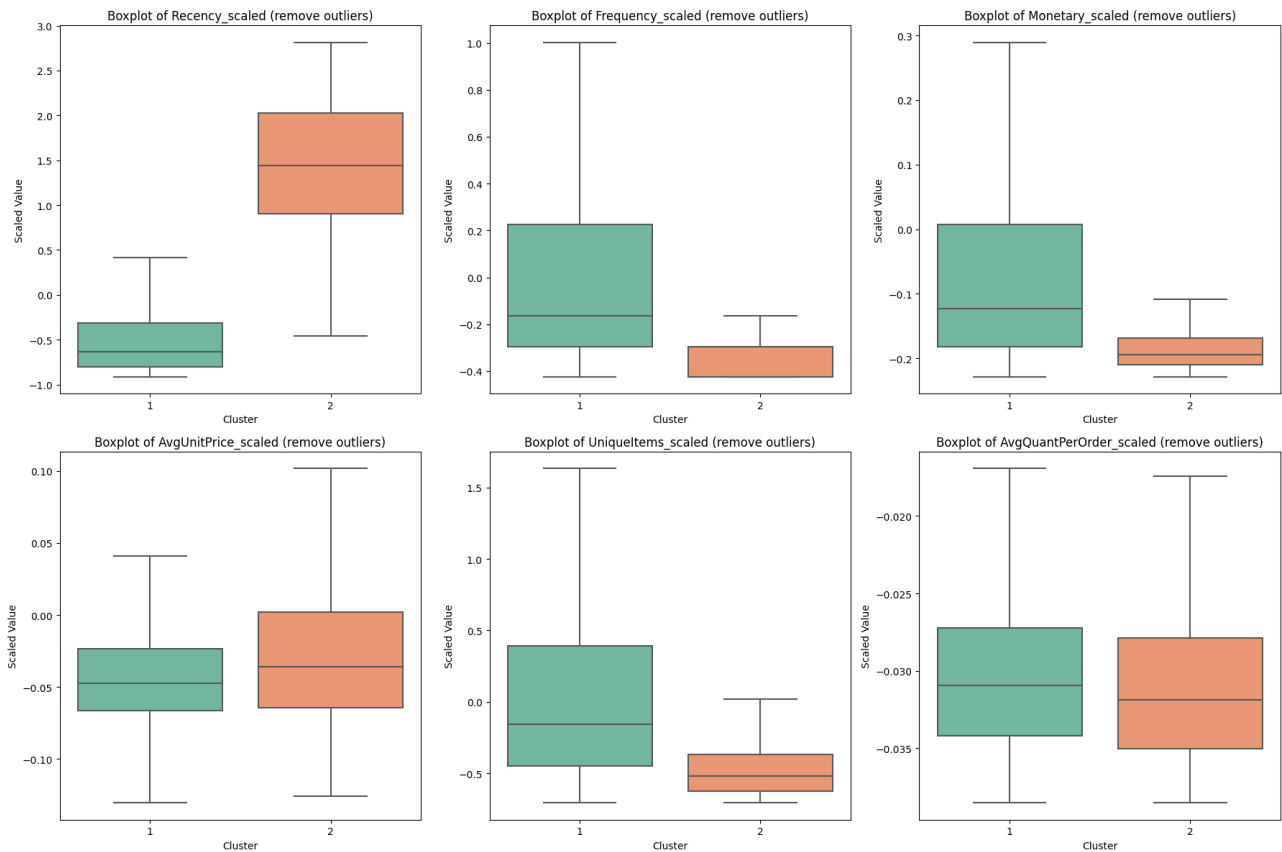 Boxplot of Recency_scaled (remove outliers)
3.0
2.5
2.0
1.5
1.0
0.5
0.0
−0.5
−1.0
Scaled Value
1 2
Cluster
Boxplot of Frequency_scaled (remove outliers)
1.0
0.8
0.6
0.4
0.2
0.0
−0.2
−0.4
Scaled Value
1 2
Cluster
Boxplot of Monetary_scaled (remove outliers)
0.3
0.2
0.1
0.0
−0.1
−0.2
Scaled Value
1 2
Cluster
Boxplot of AvgUnitPrice_scaled (remove outliers)
0.10
0.05
0.00
−0.05
−0.10
Scaled Value
1 2
Cluster
Boxplot of UniqueItems_scaled (remove outliers)
1.5
1.0
0.5
0.0
−0.5
Scaled Value
1 2
Cluster
Boxplot of AvgQuantPerOrder_scaled (remove outliers)
−0.020
−0.025
−0.030
−0.035
Scaled Value
1 2
Cluster